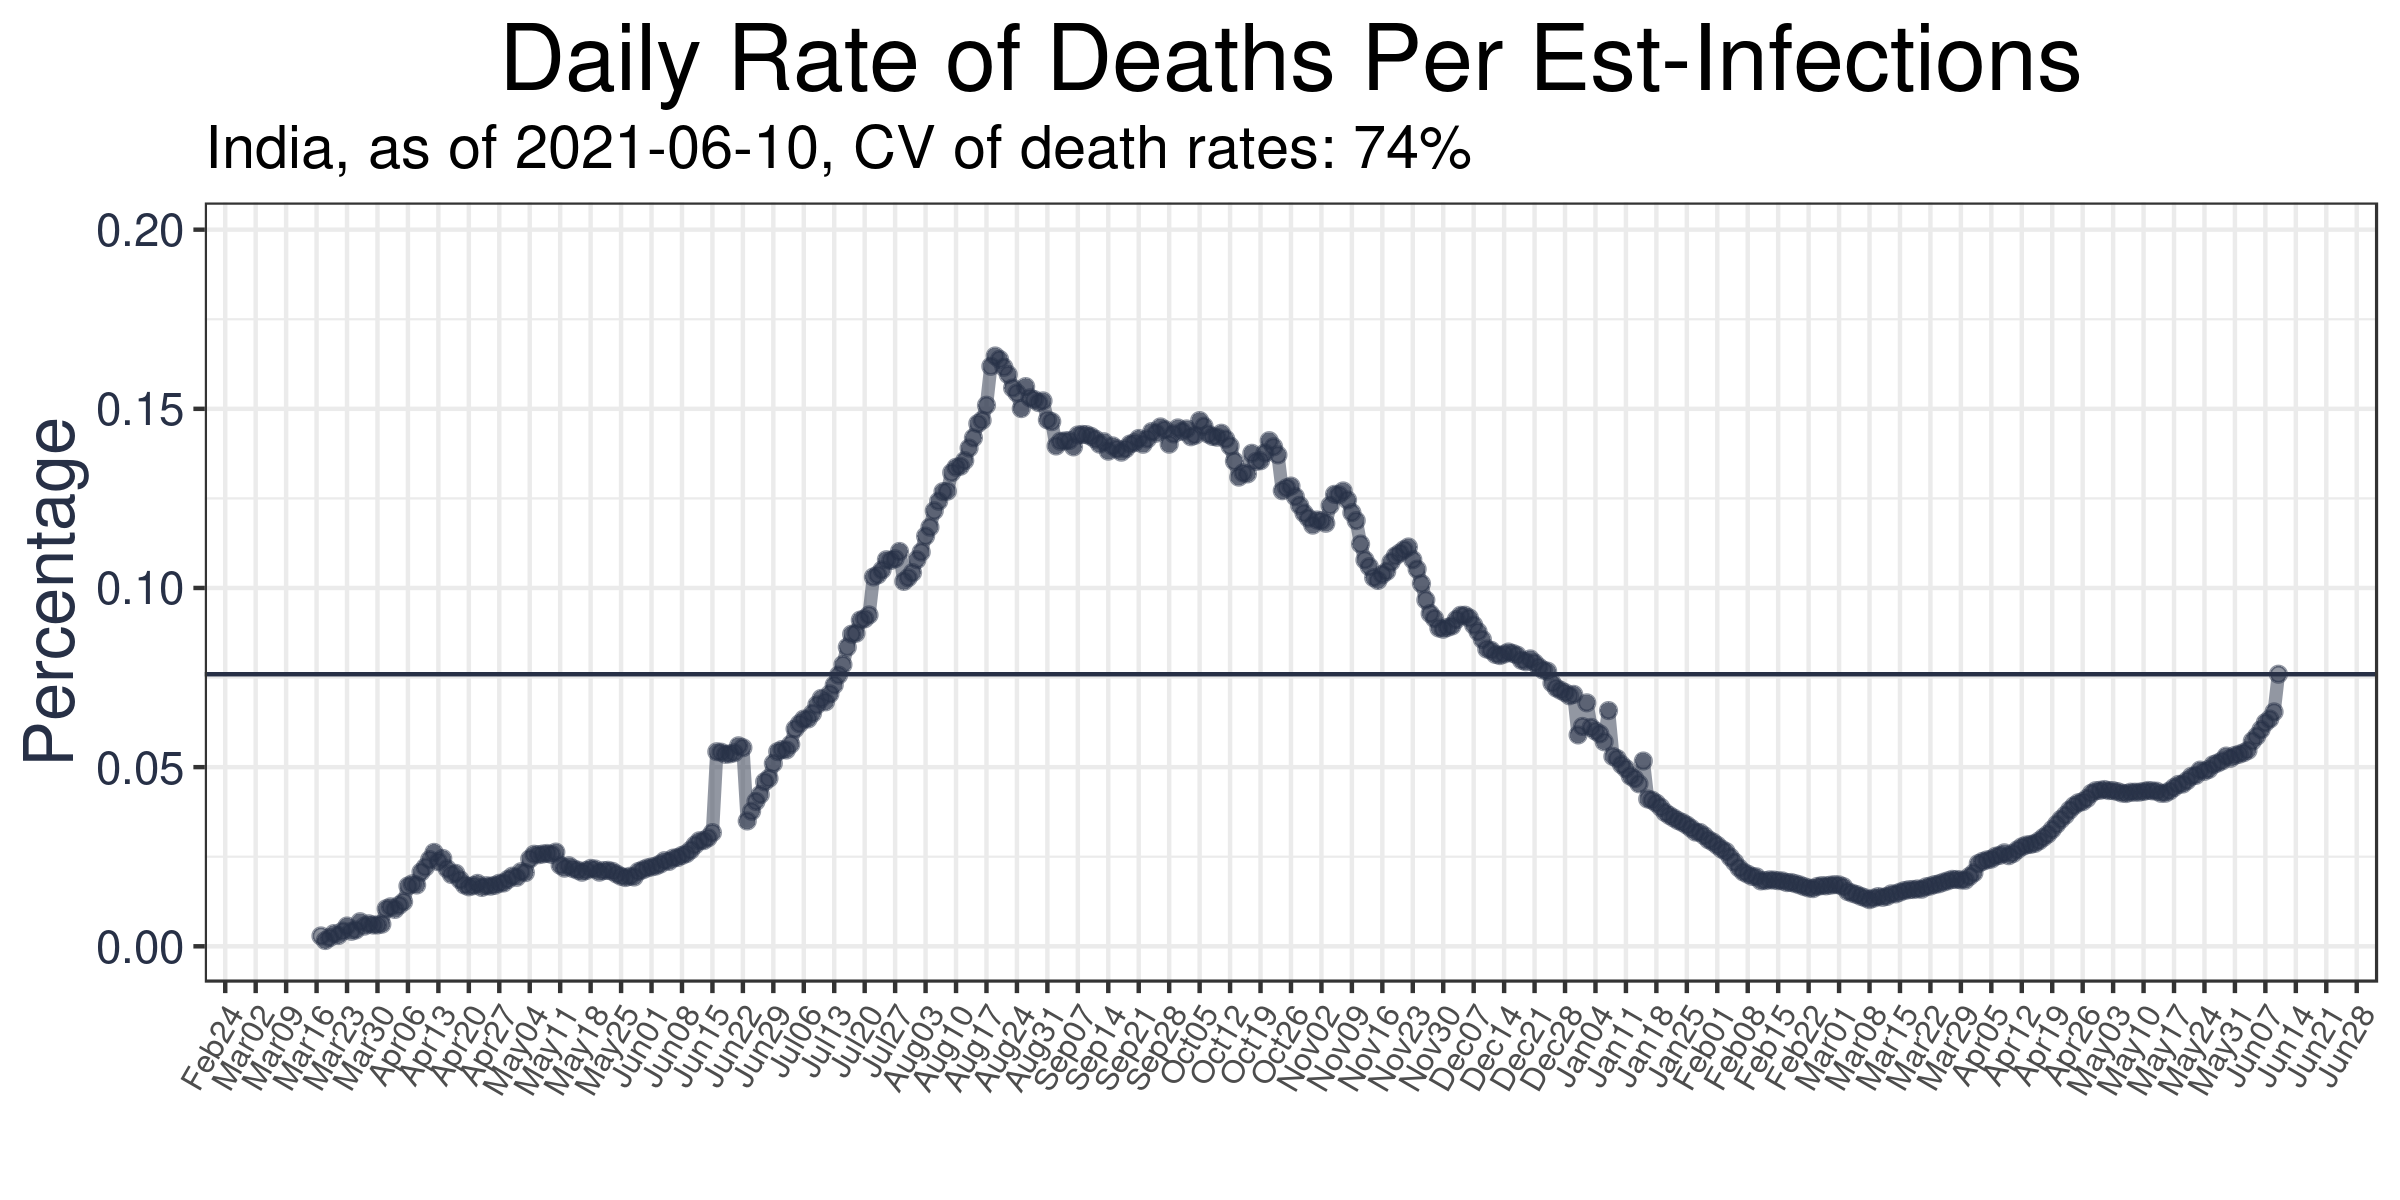 Daily Rate of Deaths Per Est-Infections
India, as of 2021-06-10, CV of death rates: 74%
Percentage
0.20
0.15
0.10
0.05
0.00
Feb24
Mar02
Mar09
Mar16
Mar23
Mar30
Apr06
Apr13
Apr20
Apr27
May04
May11
May18
May25
Jun01
Jun08
Jun15
Jun22
Jun29
Jul06
Jul13
Jul20
Jul27
Aug03
Aug10
Aug17
Aug24
Aug31
Sep07
Sep14
Sep21
Sep28
Oct05
Oct12
Oct19
Oct26
Nov02
Nov09
Nov16
Nov23
Nov30
Dec07
Dec14
Dec21
Dec28
Jan04
Jan11
Jan18
Jan25
Feb01
Feb08
Feb15
Feb22
Mar01
Mar08
Mar15
Mar22
Mar29
Apr05
Apr12
Apr19
Apr26
May03
May10
May17
May24
May31
Jun07
Jun14
Jun21
Jun28